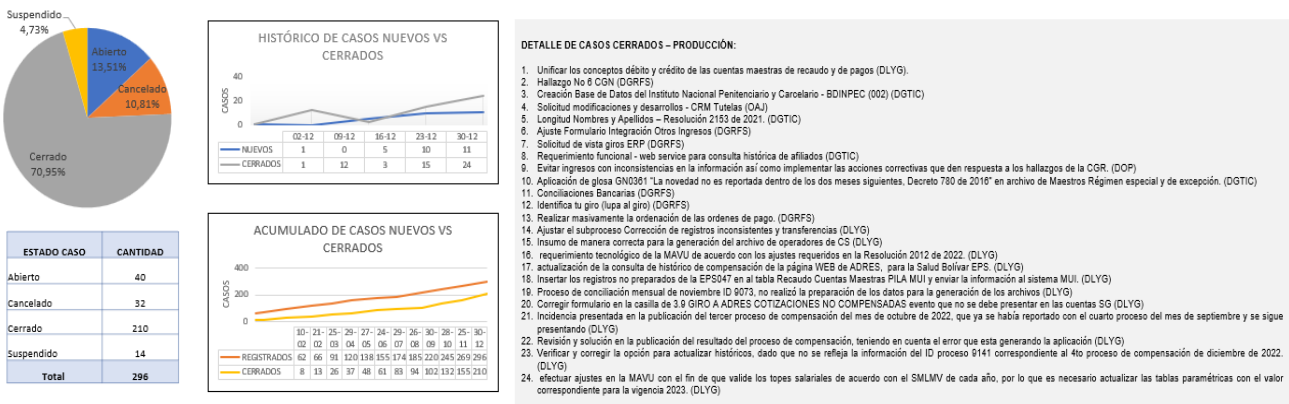 Suspendido
4,73%
Abierto
13,51%
Cancelado
10,81%
Cerrado
70,95%
ESTADO CASO CANTIDAD
Abierto 40
Cancelado 32
Cerrado 210
Suspendido 14
Total 296
HISTÓRICO DE CASOS NUEVOS VS
CERRADOS
CASOS
40
20
0
02-12 09-12 16-12 23-12 30-12
NUEVOS 1 0 5 10 11
CERRADOS 1 12 3 15 24
ACUMULADO DE CASOS NUEVOS VS
CERRADOS
CASOS
400
200
0
10- 21- 25- 29- 27- 24- 29- 26- 30- 28- 25- 30-
02 02 03 04 05 06 07 08 09 10 11 12
REGISTRADOS 62 66 91 120 138 155 174 185 220 245 269 296
CERRADOS 8 13 26 37 48 61 83 94 102 132 155 210
DETALLE DE CASOS CERRADOS – PRODUCCIÓN:
1. Unificar los conceptos débito y crédito de las cuentas maestras de recaudo y de pagos (DLYG).
2. Hallazgo No 6 CGN (DGRFS)
3. Creación Base de Datos del Instituto Nacional Penitenciario y Carcelario - BDINPEC (002) (DGTIC)
4. Solicitud modificaciones y desarrollos - CRM Tutelas (OAJ)
5. Longitud Nombres y Apellidos – Resolución 2153 de 2021. (DGTIC)
6. Ajuste Formulario Integración Otros Ingresos (DGRFS)
7. Solicitud de vista giros ERP (DGRFS)
8. Requerimiento funcional - web service para consulta histórica de afiliados (DGTIC)
9. Evitar ingresos con inconsistencias en la información así como implementar las acciones correctivas que den respuesta a los hallazgos de la CGR. (DOP)
10. Aplicación de glosa GN0361 "La novedad no es reportada dentro de los dos meses siguientes, Decreto 780 de 2016" en archivo de Maestros Régimen especial y de excepción. (DGTIC)
11. Conciliaciones Bancarias (DGRFS)
12. Identifica tu giro (lupa al giro) (DGRFS)
13. Realizar masivamente la ordenación de las ordenes de pago. (DGRFS)
14. Ajustar el subproceso Corrección de registros inconsistentes y transferencias (DLYG)
15. Insumo de manera correcta para la generación del archivo de operadores de CS (DLYG)
16. requerimiento tecnológico de la MAVU de acuerdo con los ajustes requeridos en la Resolución 2012 de 2022. (DLYG)
17. actualización de la consulta de histórico de compensación de la página WEB de ADRES, para la Salud Bolívar EPS. (DLYG)
18. Insertar los registros no preparados de la EPS047 en al tabla Recaudo Cuentas Maestras PILA MUI y enviar la información al sistema MUI. (DLYG)
19. Proceso de conciliación mensual de noviembre ID 9073, no realizó la preparación de los datos para la generación de los archivos (DLYG)
20. Corregir formulario en la casilla de 3.9 GIRO A ADRES COTIZACIONES NO COMPENSADAS evento que no se debe presentar en las cuentas SG (DLYG)
21. Incidencia presentada en la publicación del tercer proceso de compensación del mes de octubre de 2022, que ya se había reportado con el cuarto proceso del mes de septiembre y se sigue
presentando (DLYG)
22. Revisión y solución en la publicación del resultado del proceso de compensación, teniendo en cuenta el error que esta generando la aplicación (DLYG)
23. Verificar y corregir la opción para actualizar históricos, dado que no se refleja la información del ID proceso 9141 correspondiente al 4to proceso de compensación de diciembre de 2022.
(DLYG)
24. efectuar ajustes en la MAVU con el fin de que valide los topes salariales de acuerdo con el SMLMV de cada año, por lo que es necesario actualizar las tablas paramétricas con el valor
correspondiente para la vigencia 2023. (DLYG)